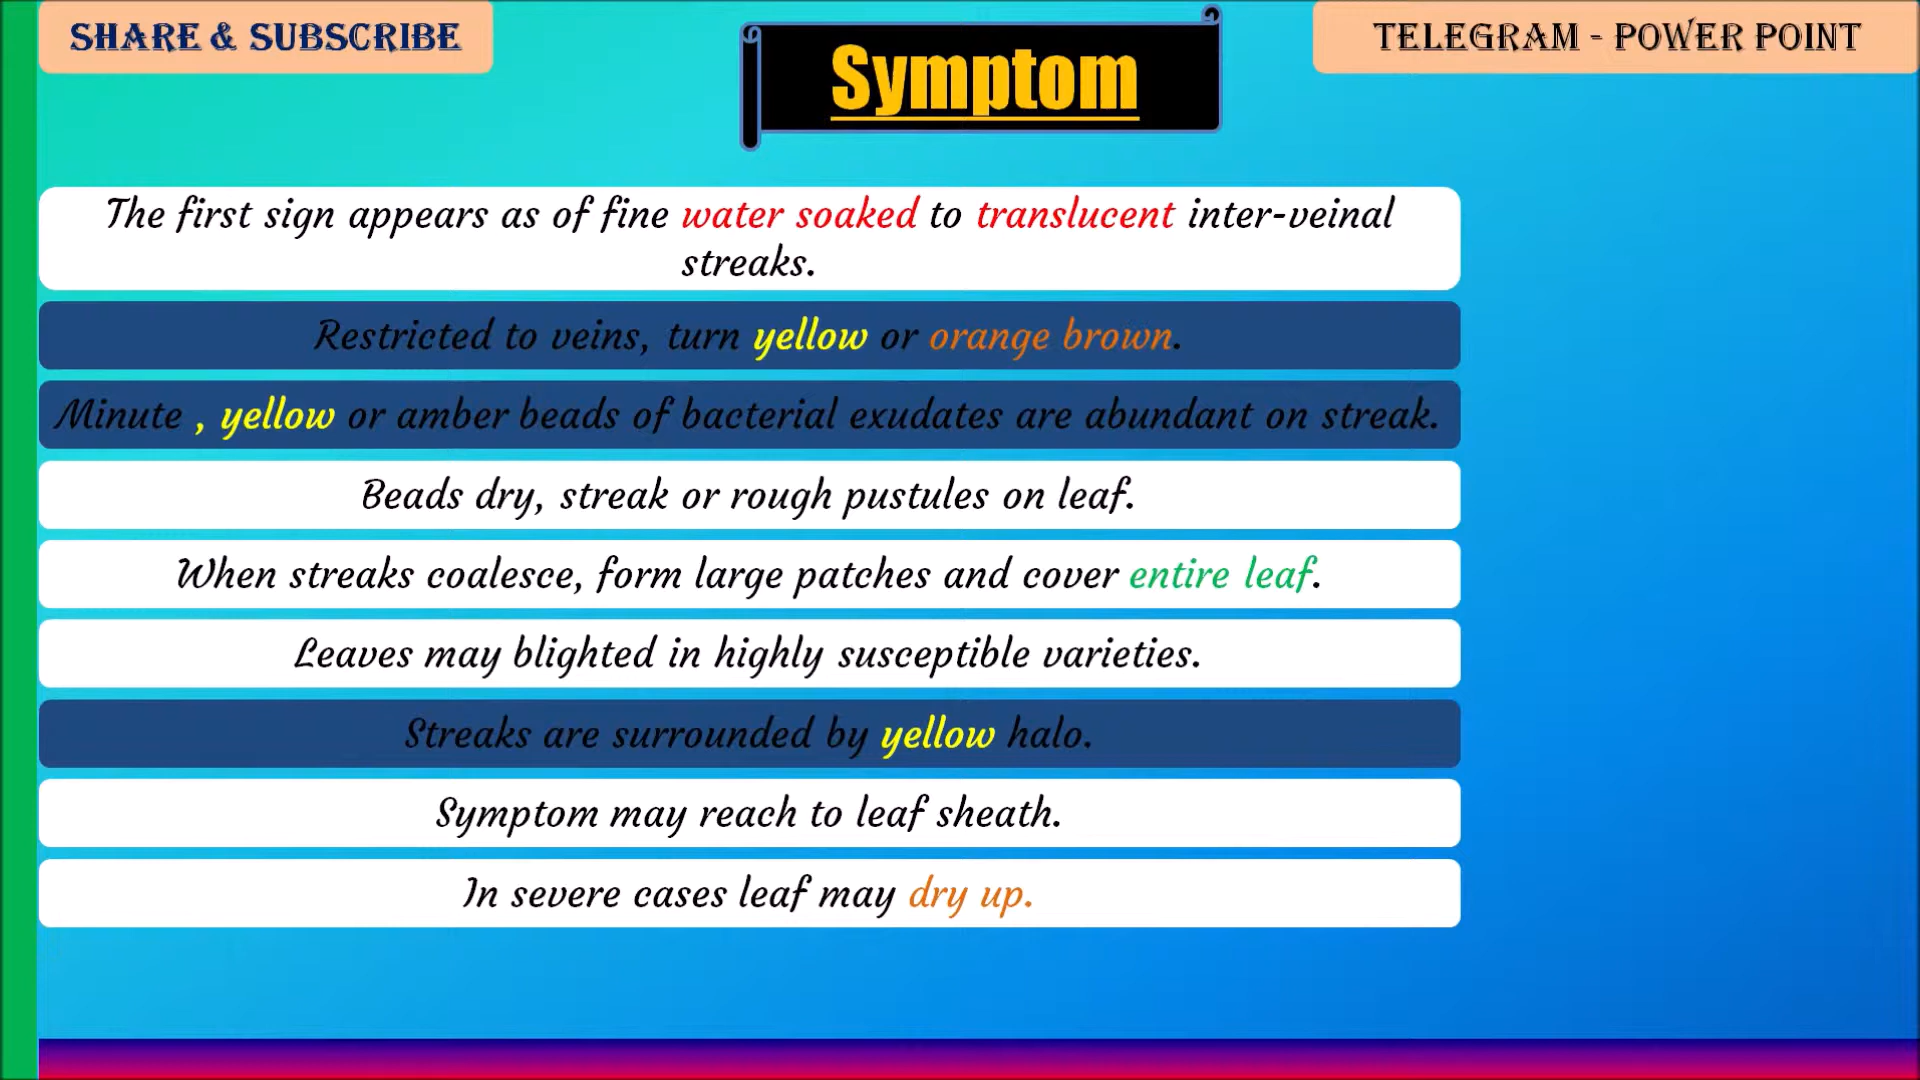 SHARE & SUBSCRIBE
Symptom
TELEGRAM - POWER POINT
The first sign appears as of fine water soaked to translucent inter-veinal
streaks.
Restricted to veins, turn yellow or orange brown.
Minute , yellow or amber beads of bacterial exudates are abundant on streak.
Beads dry, streak or rough pustules on leaf.
When streaks coalesce, form large patches and cover entire leaf.
Leaves may blighted in highly susceptible varieties.
Streaks are surrounded by yellow halo.
Symptom may reach to leaf sheath.
In severe cases leaf may dry up.